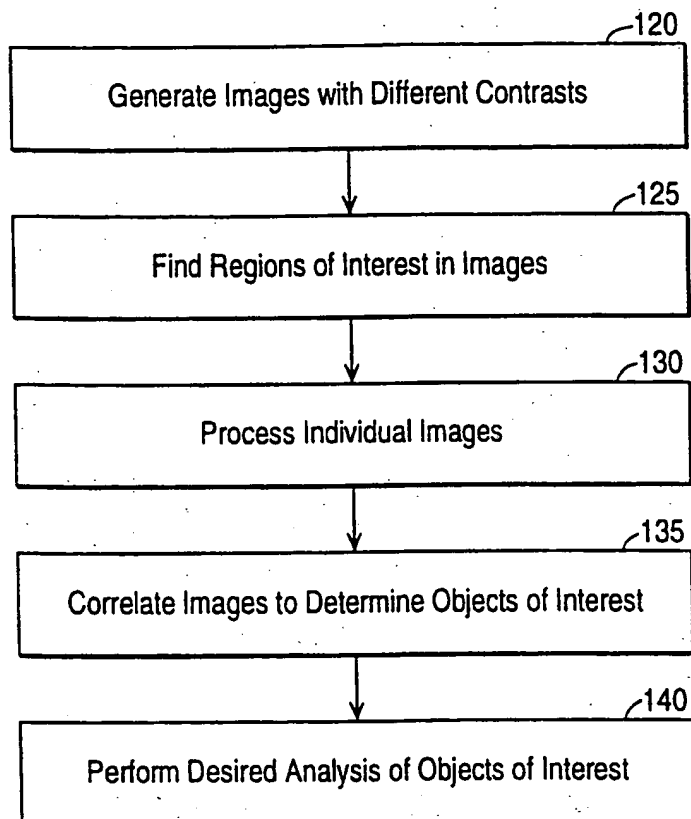 120
Generate Images with Different Contrasts
125
Find Regions of Interest in Images
130
Process Individual Images
135
Correlate Images to Determine Objects of Interest
140
Perform Desired Analysis of Objects of Interest